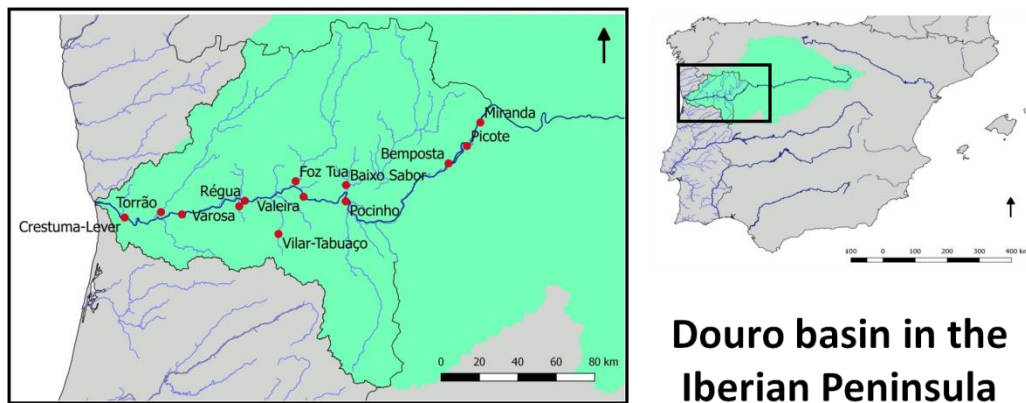 Miranda
Picote
Bemposta
Foz Tua
Baixo Sabor
Régua
Torrão
Valeira
Varosa
Pocinho
Crestuma-Lever
Vilar-Tabuaço
0 20 40 60 80 km
100 0 100 200 300 400 km
Douro basin in the
Iberian Peninsula